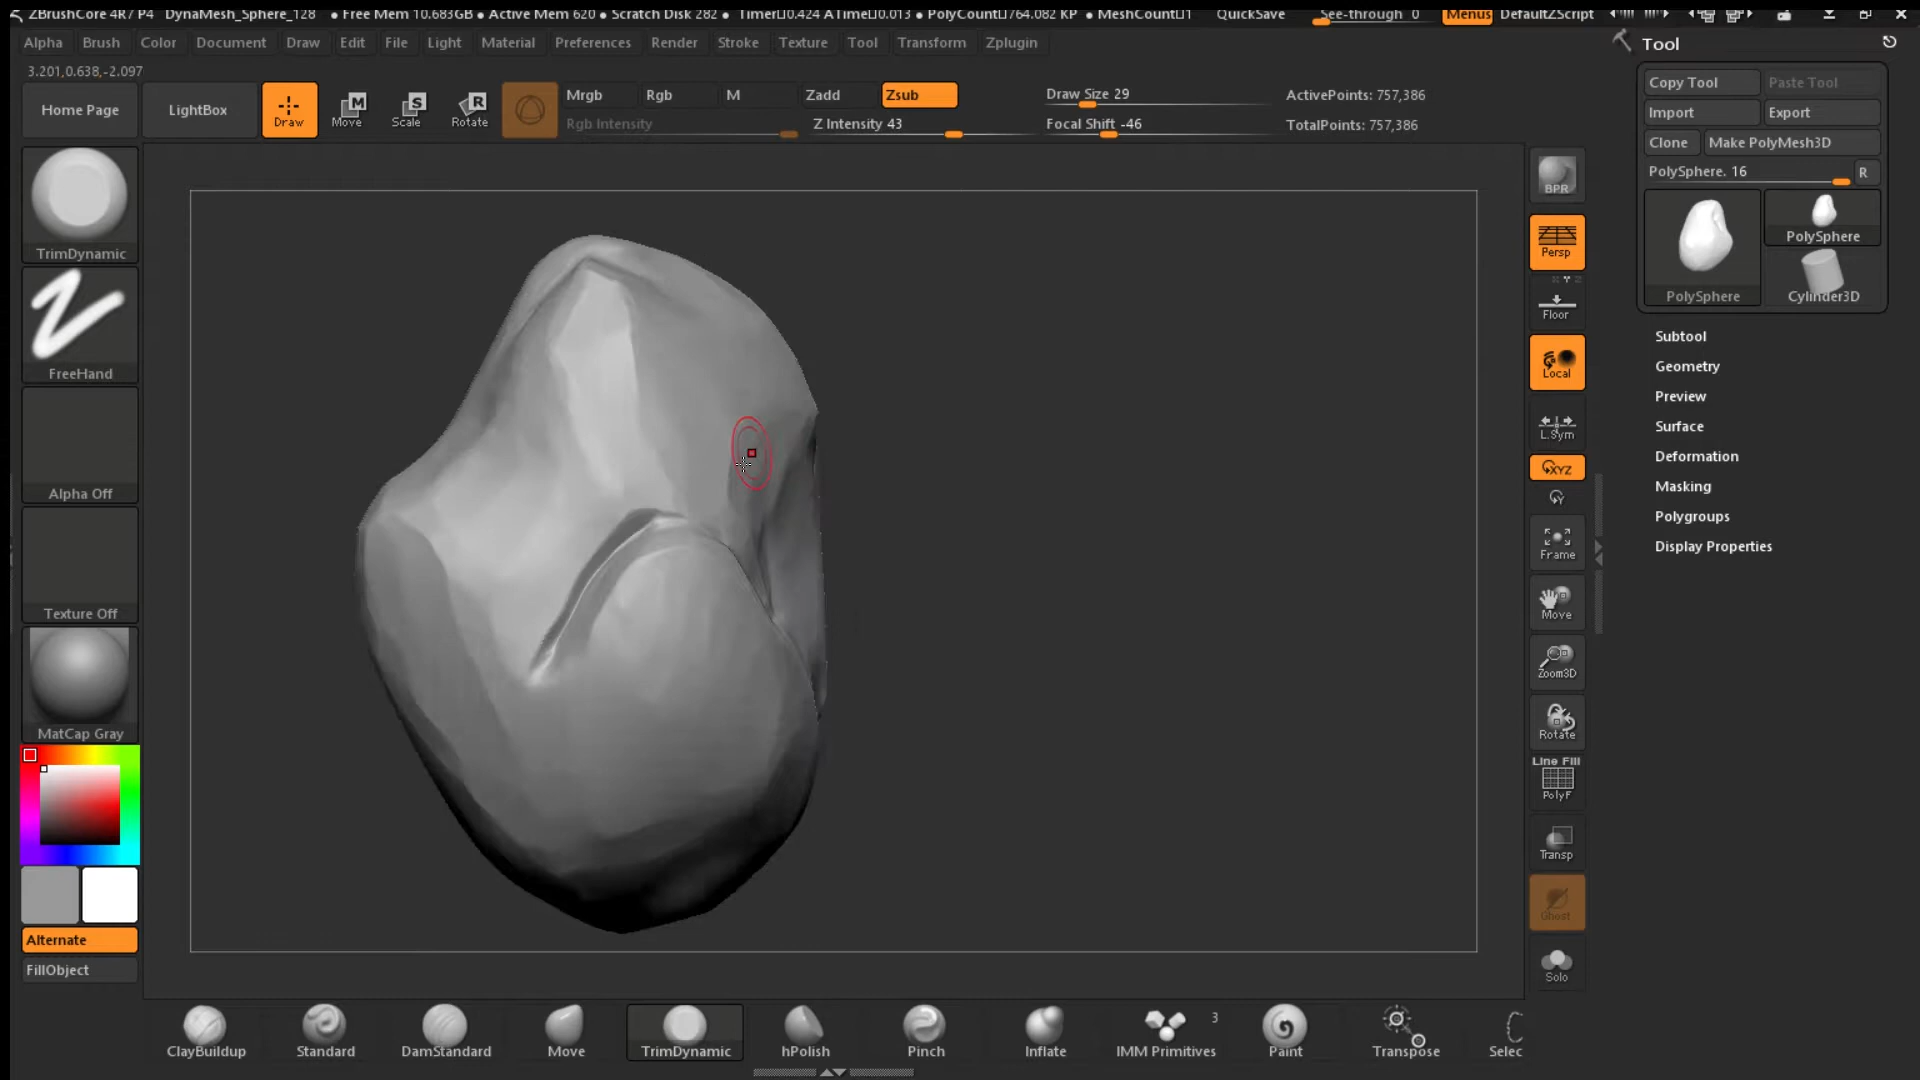 ZBrushCore 4R7 P4 DynaMesh_Sphere_128 • Free Mem 10.683GB • Active Mem 620 • Scratch Disk 282 • Timer□0.424 ATime□0.013 • PolyCount□764.082 KP • MeshCount□1 QuickSave See-through 0 Menus DefaultZScript
Alpha Brush Color Document Draw Edit File Light Material Preferences Render Stroke Texture Tool Transform Zplugin
3.201,0.638,-2.097
Home Page
LightBox
Draw
M
Move
S
Scale
R
Rotate
Mrgb Rgb M Zadd Zsub
Rgb Intensity
Z Intensity 43
Draw Size 29
Focal Shift -46
ActivePoints: 757,386
TotalPoints: 757,386
TrimDynamic
FreeHand
Alpha Off
Texture Off
MatCap Gray
Alternate
FillObject
BPR
Persp
Floor
Local
L.Sym
XYZ
Y
Frame
Move
Zoom3D
Rotate
Line Fill
PolyF
Transp
Ghost
Solo
Tool
Copy Tool Paste Tool
Import Export
Clone Make PolyMesh3D
PolySphere. 16 R
PolySphere
PolySphere
Cylinder3D
Subtool
Geometry
Preview
Surface
Deformation
Masking
Polygroups
Display Properties
ClayBuildup Standard DamStandard Move TrimDynamic hPolish Pinch Inflate IMM Primitives 3 Paint Transpose Selec